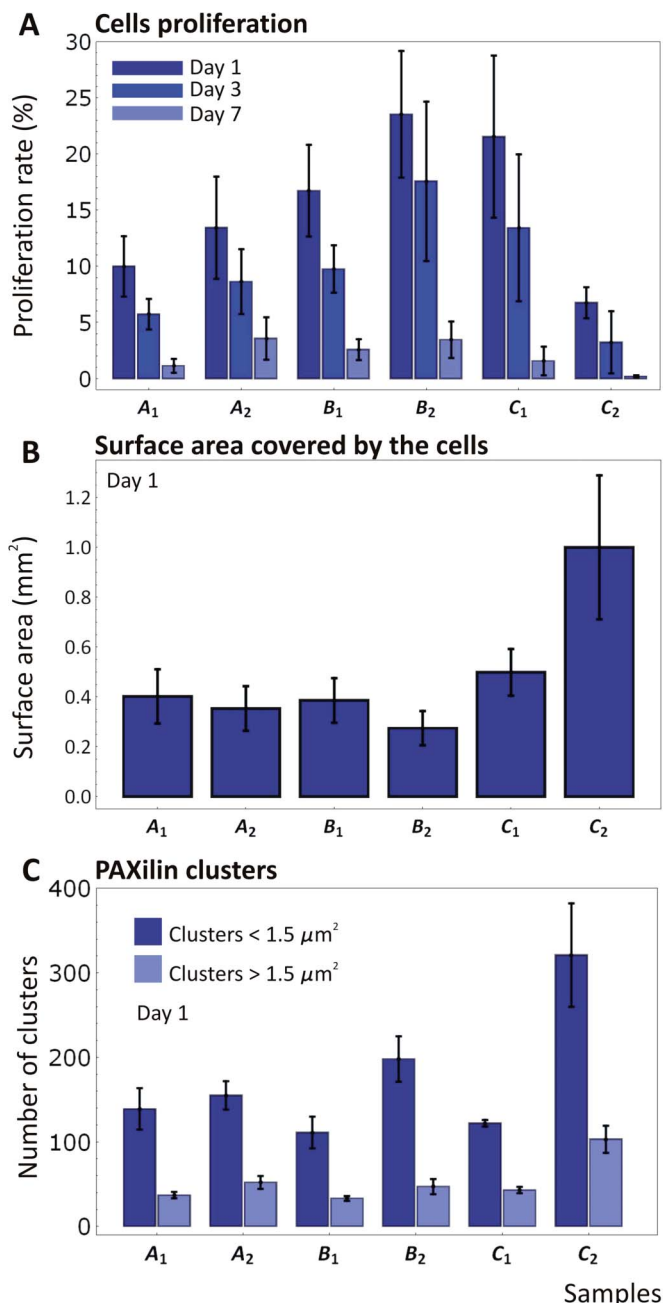 A Cells proliferation
Proliferation rate (%)
30
25
20
15
10
5
0
Day 1
Day 3
Day 7
A₁ A₂ B₁ B₂ C₁ C₂
B Surface area covered by the cells
Day 1
Surface area (mm²)
1.2
1.0
0.8
0.6
0.4
0.2
0.0
A₁ A₂ B₁ B₂ C₁ C₂
C PAXilin clusters
Number of clusters
400
300
200
100
0
Clusters < 1.5 µm²
Clusters > 1.5 µm²
Day 1
A₁ A₂ B₁ B₂ C₁ C₂
Samples